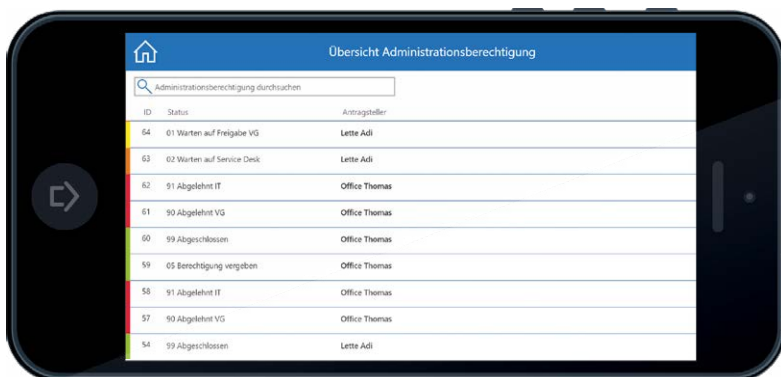 Übersicht Administrationsberechtigung
Administrationsberechtigung durchsuchen
ID Status Antragsteller
64 01 Warten auf Freigabe VG Lette Adi
63 02 Warten auf Service Desk Lette Adi
62 91 Abgelehnt IT Office Thomas
61 90 Abgelehnt VG Office Thomas
60 99 Abgeschlossen Office Thomas
59 05 Berechtigung vergeben Office Thomas
58 91 Abgelehnt IT Office Thomas
57 90 Abgelehnt VG Office Thomas
54 99 Abgeschlossen Lette Adi